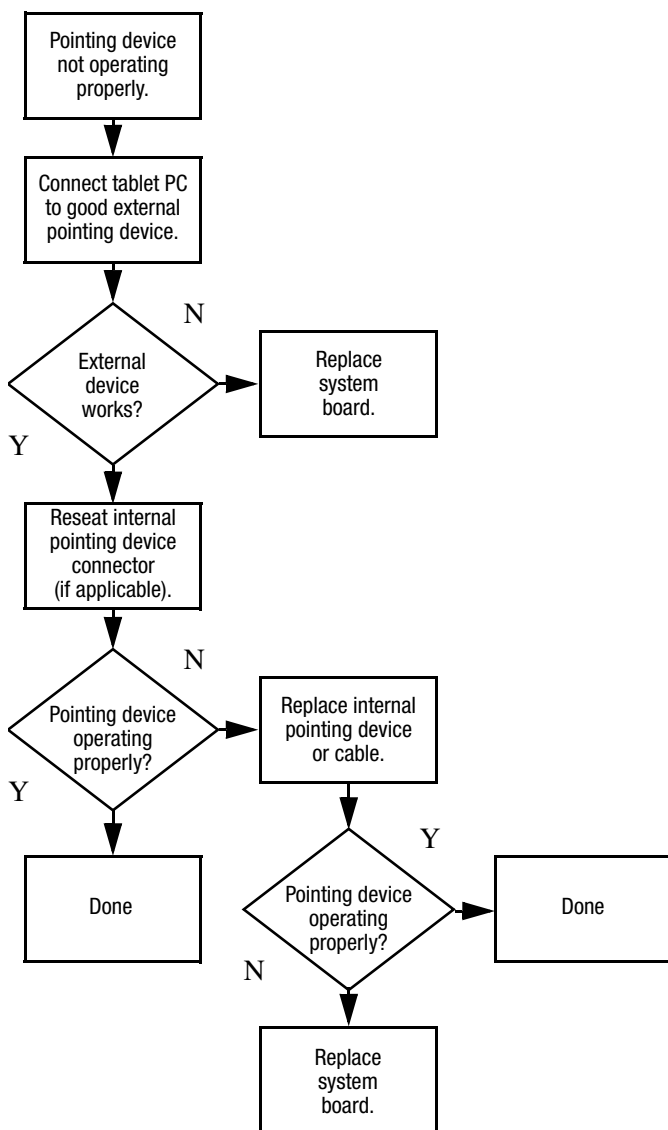 Pointing device
not operating
properly.
Connect tablet PC
to good external
pointing device.
N
External
device
works?
Replace
system
board.
Y
Reseat internal
pointing device
connector
(if applicable).
N
Pointing device
operating
properly?
Replace internal
pointing device
or cable.
Y
Y
Done
Pointing device
operating
properly?
Done
N
Replace
system
board.